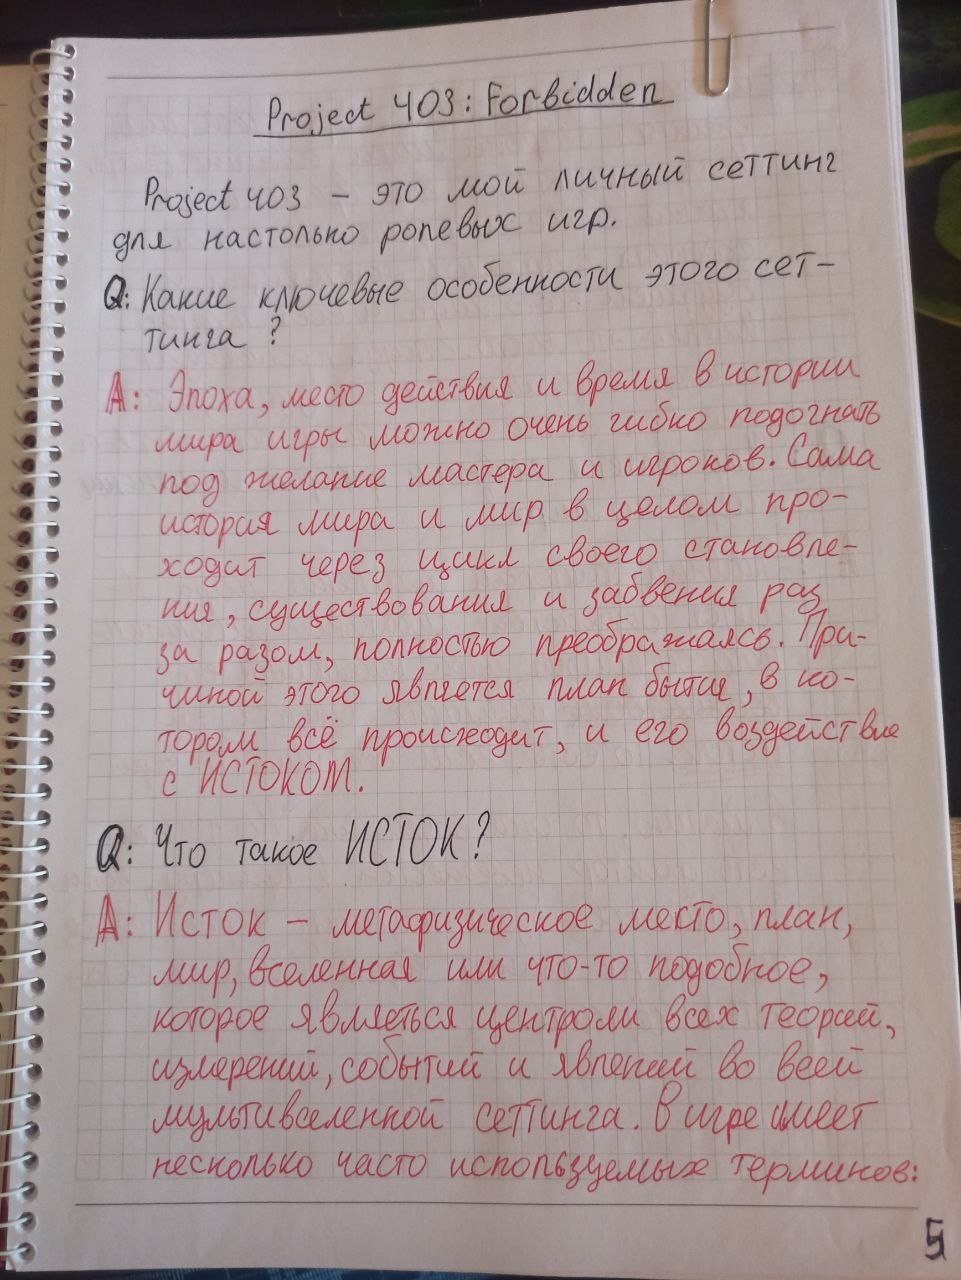 Project 403: Forbidden
Project 403 – это мой личный сеттинг
для настольно ролевых игр.
Q: Какие ключевые особенности этого сет-
тинга ?
A: Эпоха, место действия и время в истории
мира игры можно очень гибко подогнать
под желание мастера и игроков. Сама
история мира и мир в целом про-
ходит через цикл своего становле-
ния, существования и забвения раз
за разом, полностью преображаясь. При-
чиной этого является план бытия, в ко-
тором всё происходит, и его воздействие
с ИСТОКОМ.
Q: Что такое ИСТОК?
A: Исток – метафизическое место, план,
мир, вселенная или что-то подобное,
которое являеться центром всех теорий,
измерений, событий и явлений во всей
мультивселенной сеттинга. В игре имеет
несколько часто используемых терминов:
5